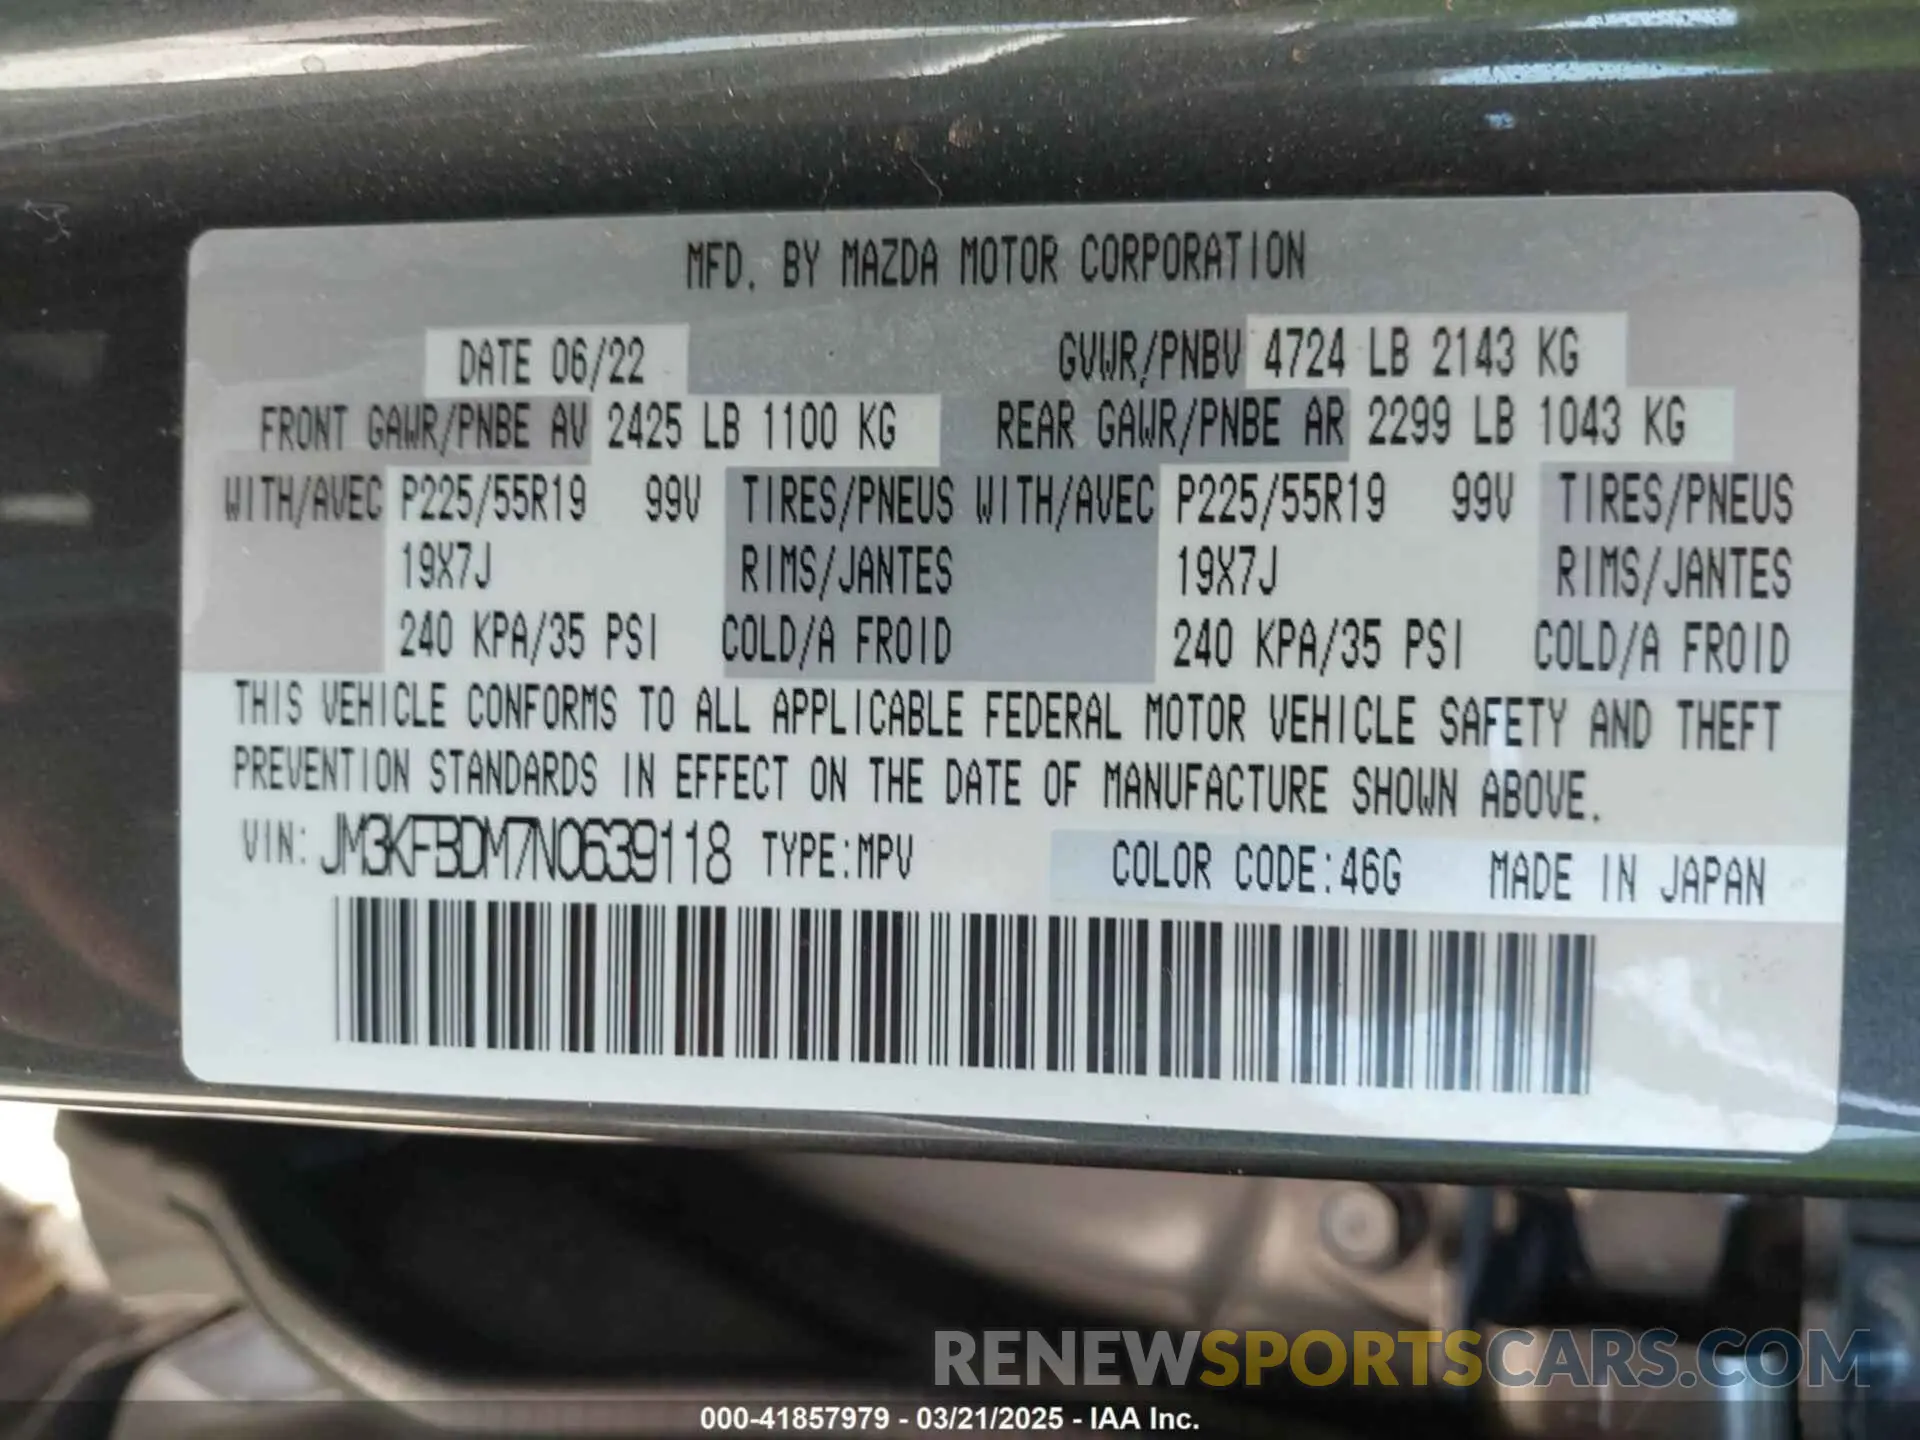 MFD. BY MAZDA MOTOR CORPORATION
DATE 06/22 GVWR/PNBV 4724 LB 2143 KG
FRONT GAWR/PNBE AV 2425 LB 1100 KG REAR GAWR/PNBE AR 2299 LB 1043 KG
WITH/AVEC P225/55R19 99V TIRES/PNEUS WITH/AVEC P225/55R19 99V TIRES/PNEUS
19X7J RIMS/JANTES 19X7J RIMS/JANTES
240 KPA/35 PSI COLD/A FROID 240 KPA/35 PSI COLD/A FROID
THIS VEHICLE CONFORMS TO ALL APPLICABLE FEDERAL MOTOR VEHICLE SAFETY AND THEFT
PREVENTION STANDARDS IN EFFECT ON THE DATE OF MANUFACTURE SHOWN ABOVE.
VIN: JM3KFBDM7N0639118 TYPE:MPV COLOR CODE:46G MADE IN JAPAN
RENEWSPORTSCARS.COM
000-41857979 - 03/21/2025 - IAA Inc.